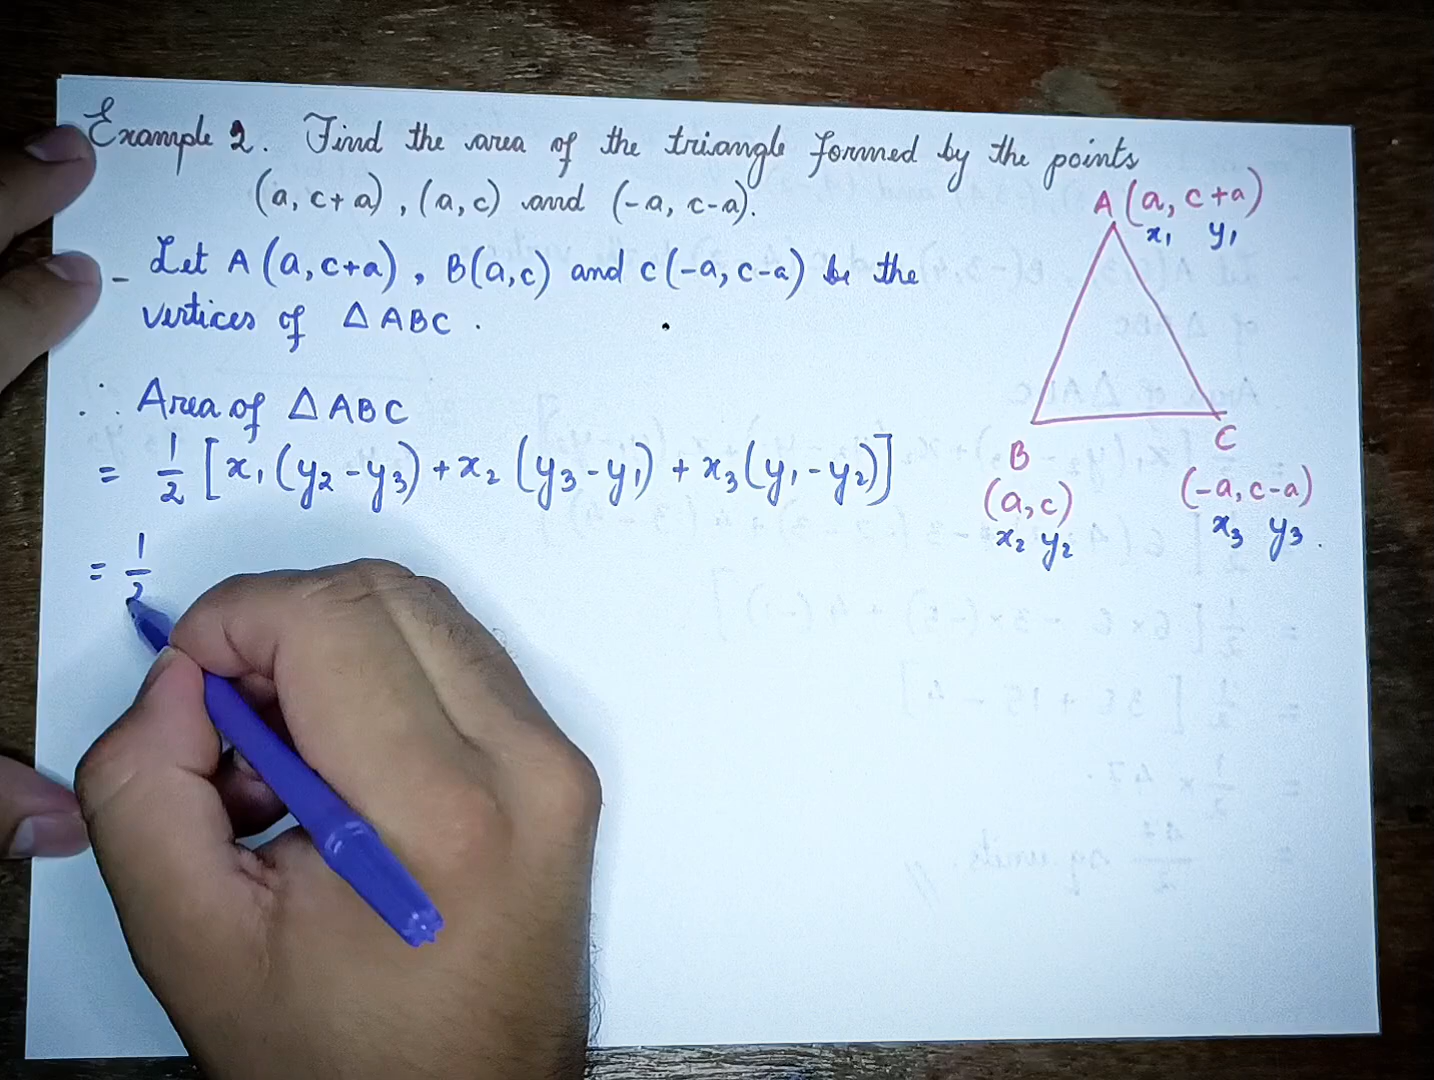 Example 2. Find the area of the triangle formed by the points
(a, c+a), (a, c) and (-a, c-a).
- Let A (a, c+a), B(a,c) and c(-a, c-a) be the
vertices of △ABC.
∴ Area of △ABC
= 1/2 [x₁(y₂-y₃)+x₂(y₃-y₁)+x₃(y₁-y₂)]
= 1/2
A (a, c+a)
x₁ y₁
B
(a,c)
x₂ y₂
C
(-a, c-a)
x₃ y₃.